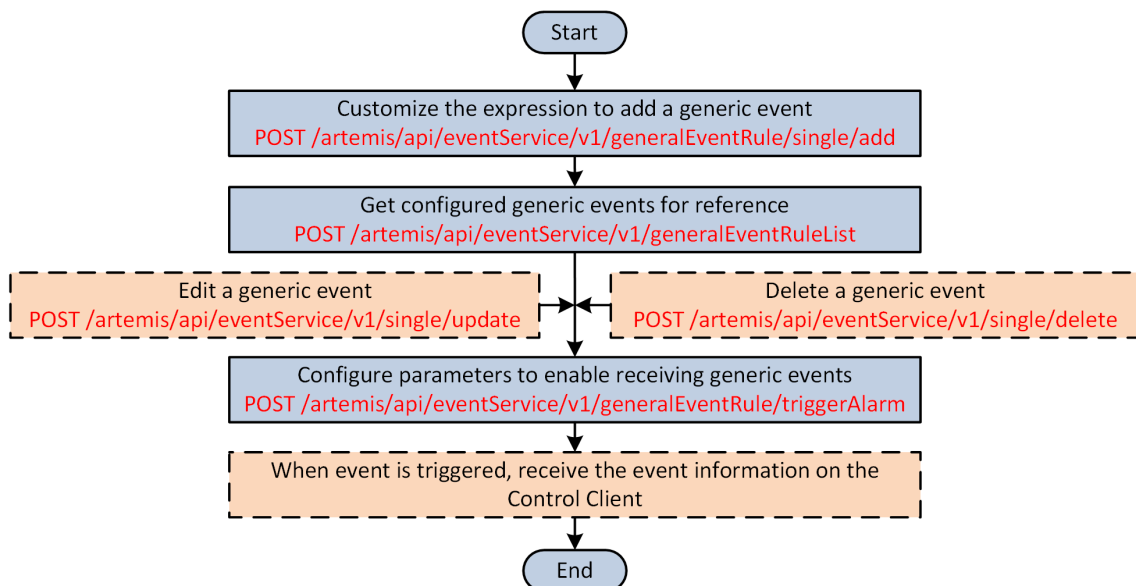 Start
Customize the expression to add a generic event
POST /artemis/api/eventService/v1/generalEventRule/single/add
Get configured generic events for reference
POST /artemis/api/eventService/v1/generalEventRuleList
Edit a generic event
POST /artemis/api/eventService/v1/single/update
Delete a generic event
POST /artemis/api/eventService/v1/single/delete
Configure parameters to enable receiving generic events
POST /artemis/api/eventService/v1/generalEventRule/triggerAlarm
When event is triggered, receive the event information on the
Control Client
End